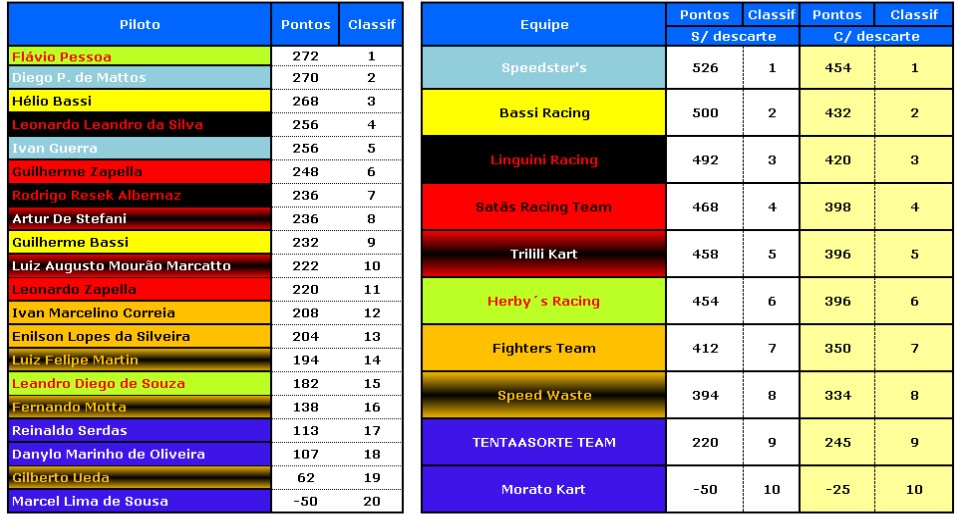 Piloto Pontos Classif
Flávio Pessoa 272 1
Diego P. de Mattos 270 2
Hélio Bassi 268 3
Leonardo Leandro da Silva 256 4
Ivan Guerra 256 5
Guilherme Zapella 248 6
Rodrigo Resek Albernaz 236 7
Artur De Stefani 236 8
Guilherme Bassi 232 9
Luiz Augusto Mourão Marcatto 222 10
Leonardo Zapella 220 11
Ivan Marcelino Correia 208 12
Enilson Lopes da Silveira 204 13
Luiz Felipe Martin 194 14
Leandro Diego de Souza 182 15
Fernando Motta 138 16
Reinaldo Serdas 113 17
Danylo Marinho de Oliveira 107 18
Gilberto Ueda 62 19
Marcel Lima de Sousa -50 20
Equipe Pontos Classif Pontos Classif
S/ descarte C/ descarte
Speedster's 526 1 454 1
Bassi Racing 500 2 432 2
Linguini Racing 492 3 420 3
Satãs Racing Team 468 4 398 4
Trilili Kart 458 5 396 5
Herby´s Racing 454 6 396 6
Fighters Team 412 7 350 7
Speed Waste 394 8 334 8
TENTAASORTE TEAM 220 9 245 9
Morato Kart -50 10 -25 10